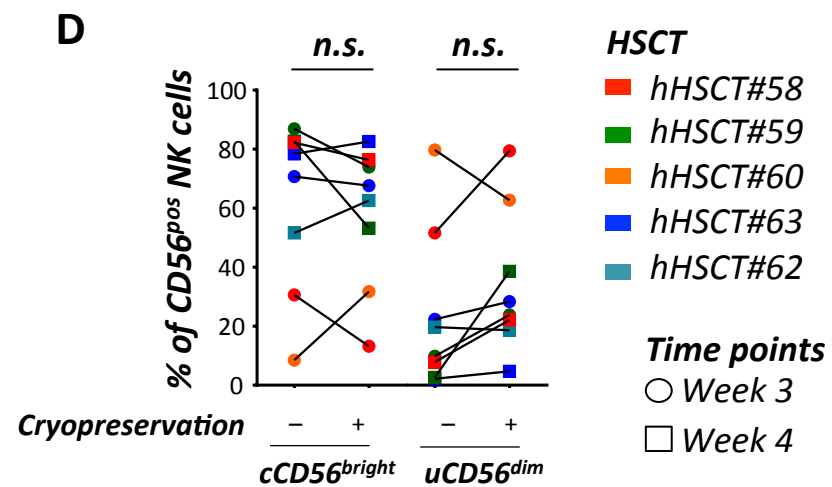 D
n.s.
n.s.
% of CD56pos NK cells
100
80
60
40
20
0
Cryopreservation
− + − +
cCD56bright
uCD56dim
HSCT
hHSCT#58
hHSCT#59
hHSCT#60
hHSCT#63
hHSCT#62
Time points
Week 3
Week 4